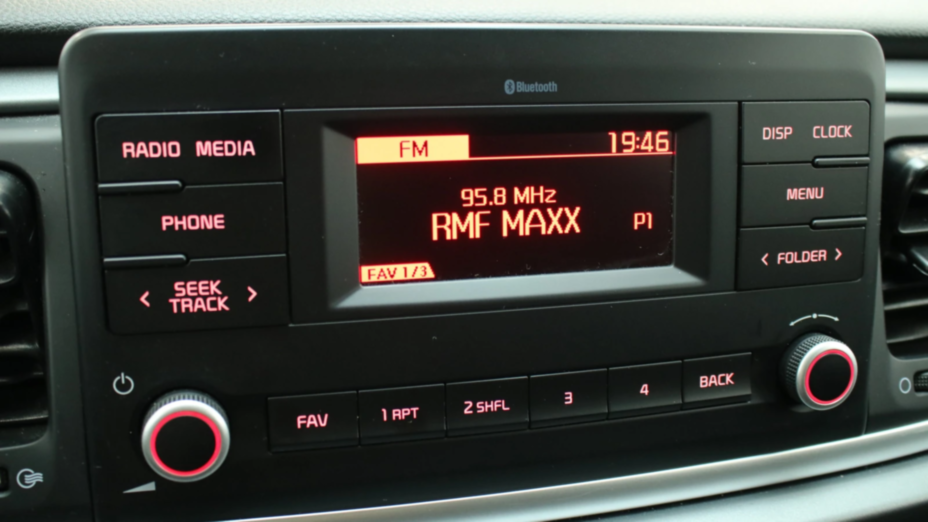 Bluetooth
RADIO MEDIA
PHONE
< SEEK TRACK >
FM 19:46
95.8 MHz
RMF MAXX P1
FAV 1/3
DISP CLOCK
MENU
< FOLDER >
FAV
1 RPT
2 SHFL
3
4
BACK